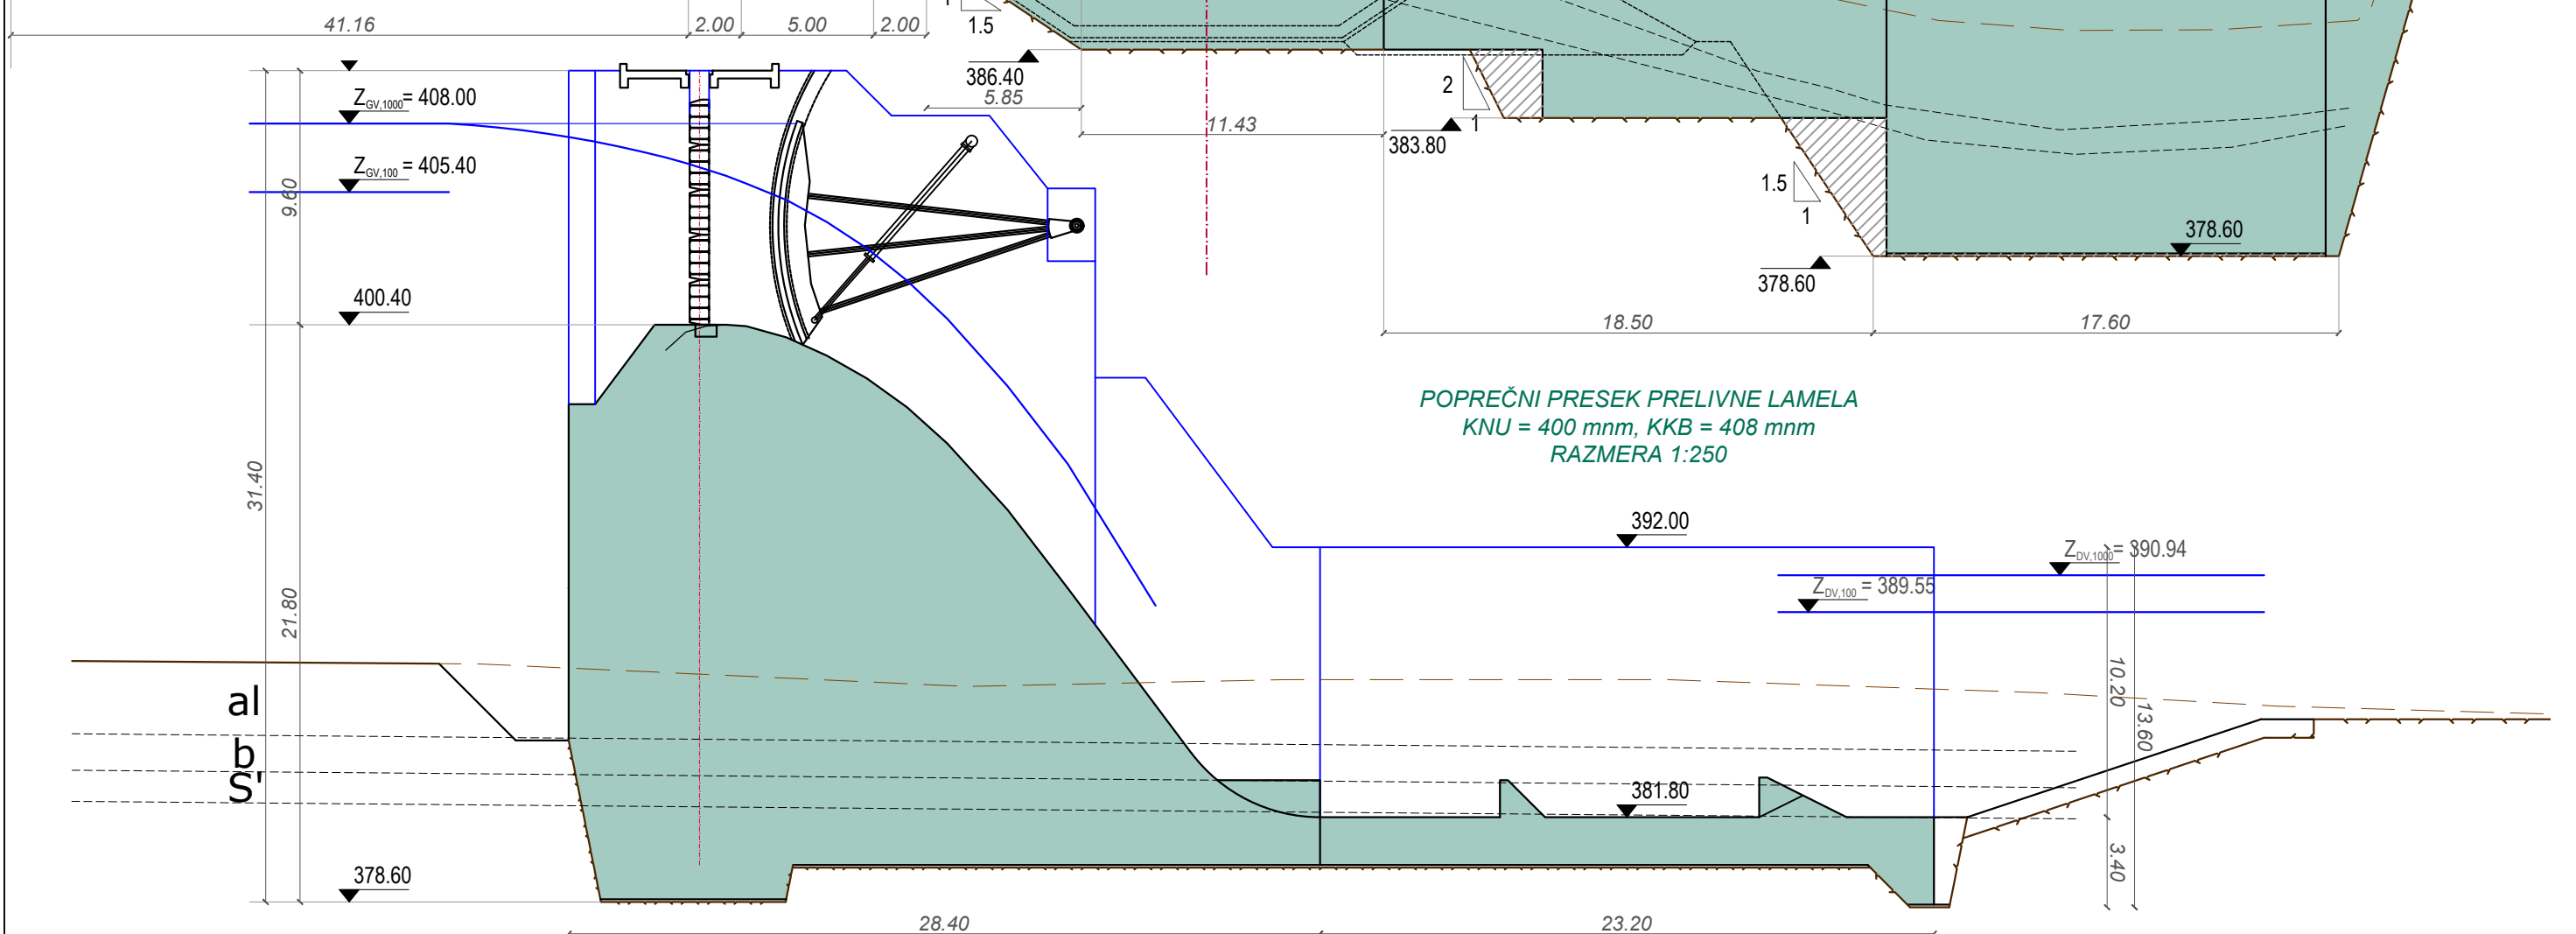 41.16
2.00
5.00
2.00
1.5
386.40
5.85
11.43
2
1
383.80
1.5
1
378.60
378.60
18.50
17.60
Z_GV,1000 = 408.00
Z_GV,100 = 405.40
9.60
400.40
31.40
21.80
POPREČNI PRESEK PRELIVNE LAMELA
KNU = 400 mnm, KKB = 408 mnm
RAZMERA 1:250
392.00
Z_DV,1000 = 390.94
Z_DV,100 = 389.55
al
b
S'
10.20
13.60
381.80
3.40
378.60
28.40
23.20